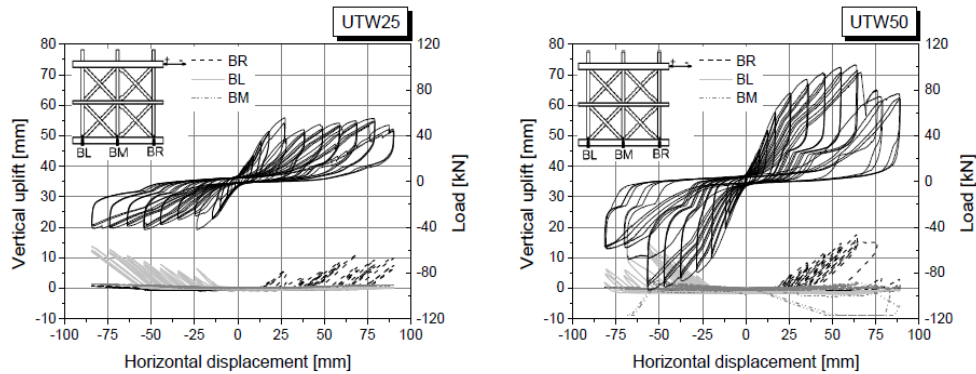 UTW25
80
70
60
50
40
30
20
10
0
-10
Vertical uplift [mm]
120
80
40
0
-40
-80
-120
Load [kN]
BR
BL
BM
+ -
BL BM BR
-100 -75 -50 -25 0 25 50 75 100
Horizontal displacement [mm]
UTW50
80
70
60
50
40
30
20
10
0
-10
Vertical uplift [mm]
120
80
40
0
-40
-80
-120
Load [kN]
BR
BL
BM
+ -
BL BM BR
-100 -75 -50 -25 0 25 50 75 100
Horizontal displacement [mm]